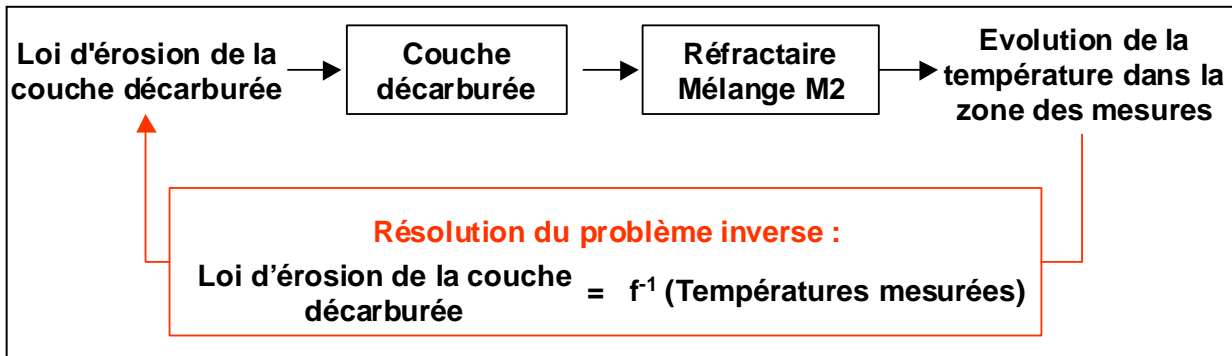 Loi d'érosion de la
couche décarburée
Couche
décarburée
Réfractaire
Mélange M2
Evolution de la
température dans la
zone des mesures
Résolution du problème inverse :
Loi d’érosion de la couche
décarburée
= f⁻¹ (Températures mesurées)